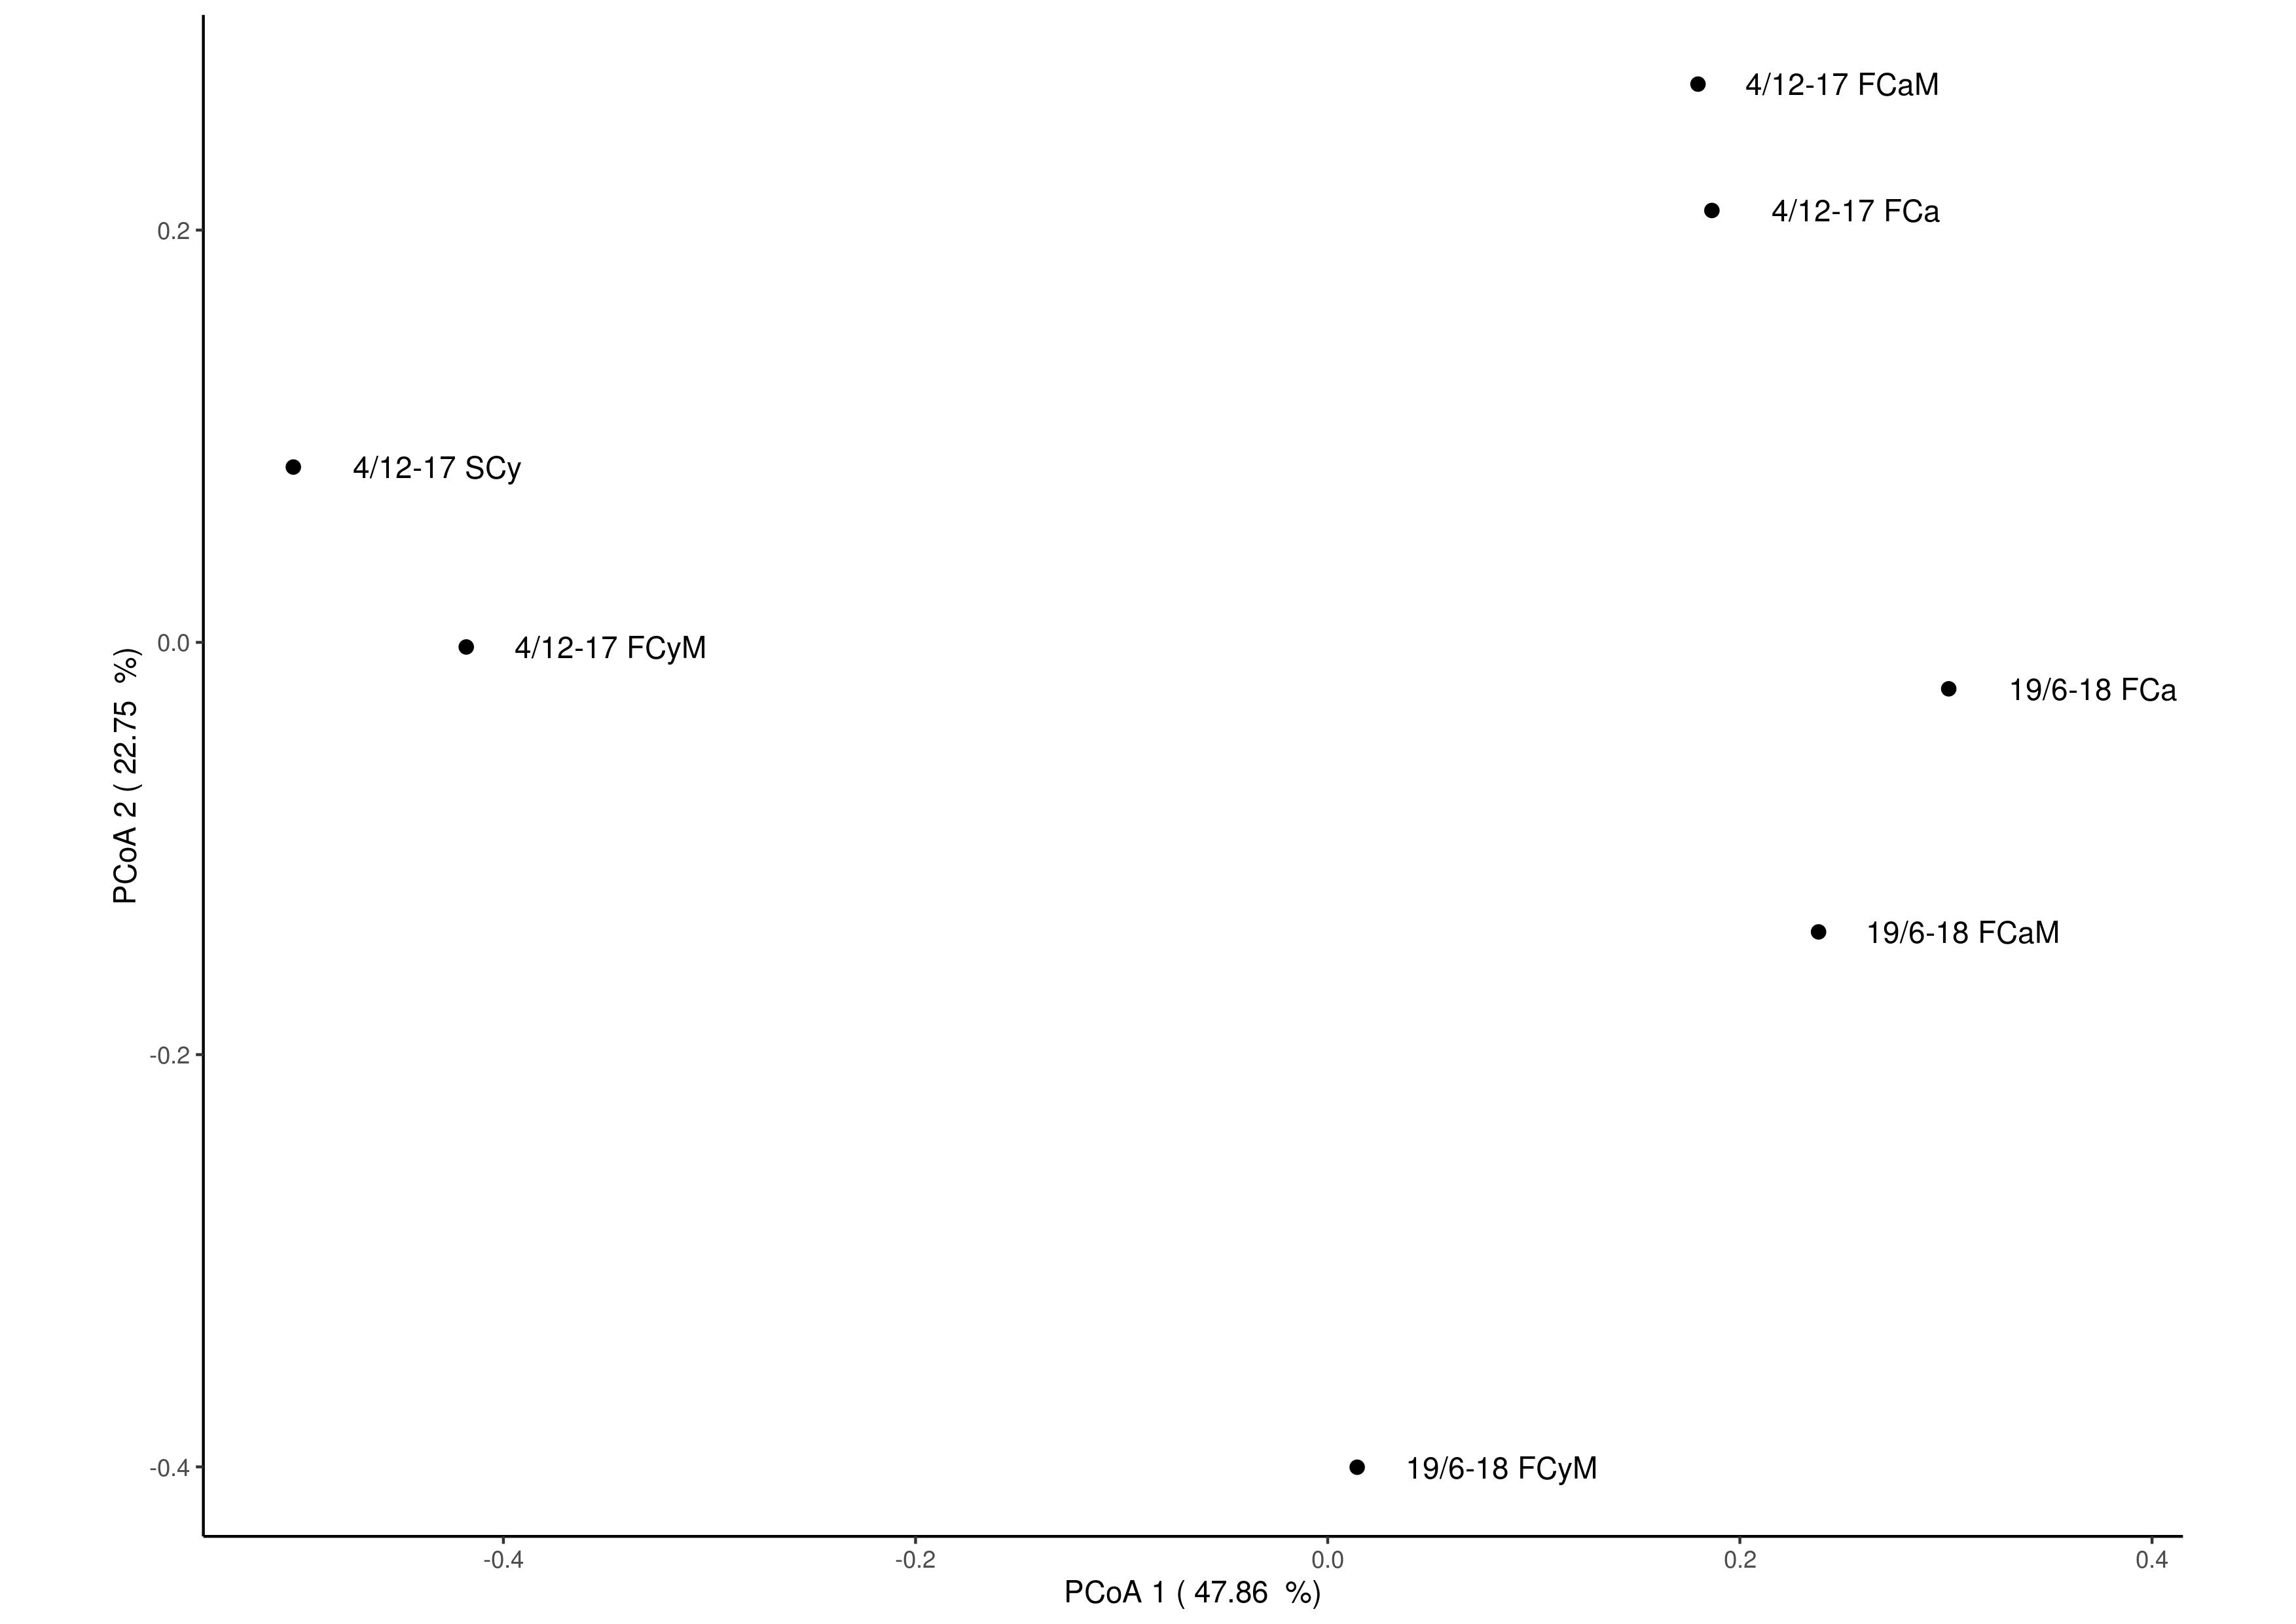 4/12-17 FCaM
4/12-17 FCa
0.2
4/12-17 SCy
0.0
4/12-17 FCyM
19/6-18 FCa
PCoA 2 ( 22.75  %)
19/6-18 FCaM
-0.2
-0.4
19/6-18 FCyM
-0.4
-0.2
0.0
0.2
0.4
PCoA 1 ( 47.86  %)